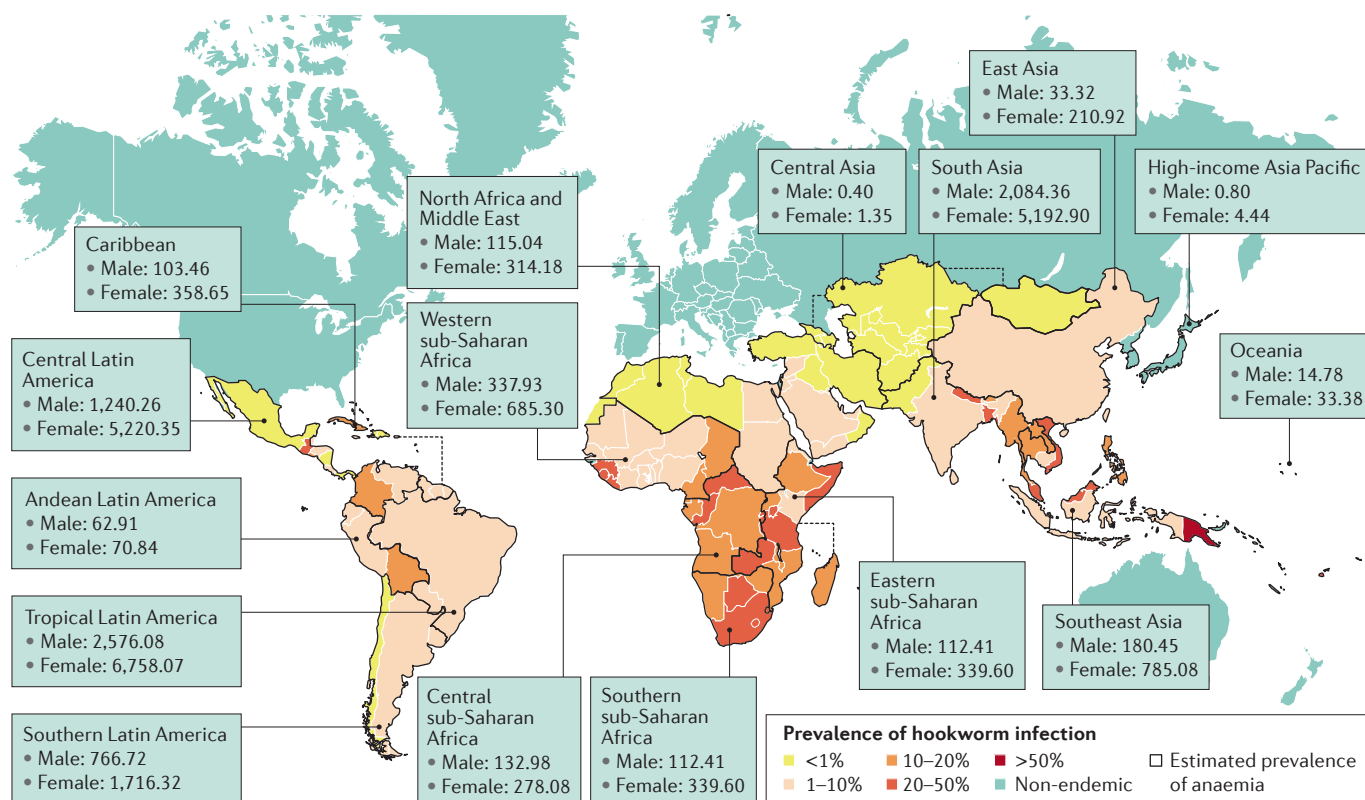 East Asia
• Male: 33.32
• Female: 210.92
Central Asia
• Male: 0.40
• Female: 1.35
South Asia
• Male: 2,084.36
• Female: 5,192.90
High-income Asia Pacific
• Male: 0.80
• Female: 4.44
North Africa and
Middle East
• Male: 115.04
• Female: 314.18
Caribbean
• Male: 103.46
• Female: 358.65
Western
sub-Saharan
Africa
• Male: 337.93
• Female: 685.30
Central Latin
America
• Male: 1,240.26
• Female: 5,220.35
Oceania
• Male: 14.78
• Female: 33.38
Andean Latin America
• Male: 62.91
• Female: 70.84
Tropical Latin America
• Male: 2,576.08
• Female: 6,758.07
Eastern
sub-Saharan
Africa
• Male: 112.41
• Female: 339.60
Southeast Asia
• Male: 180.45
• Female: 785.08
Southern Latin America
• Male: 766.72
• Female: 1,716.32
Central
sub-Saharan
Africa
• Male: 132.98
• Female: 278.08
Southern
sub-Saharan
Africa
• Male: 112.41
• Female: 339.60
Prevalence of hookworm infection
<1%
10–20%
>50%
Estimated prevalence
of anaemia
1–10%
20–50%
Non-endemic